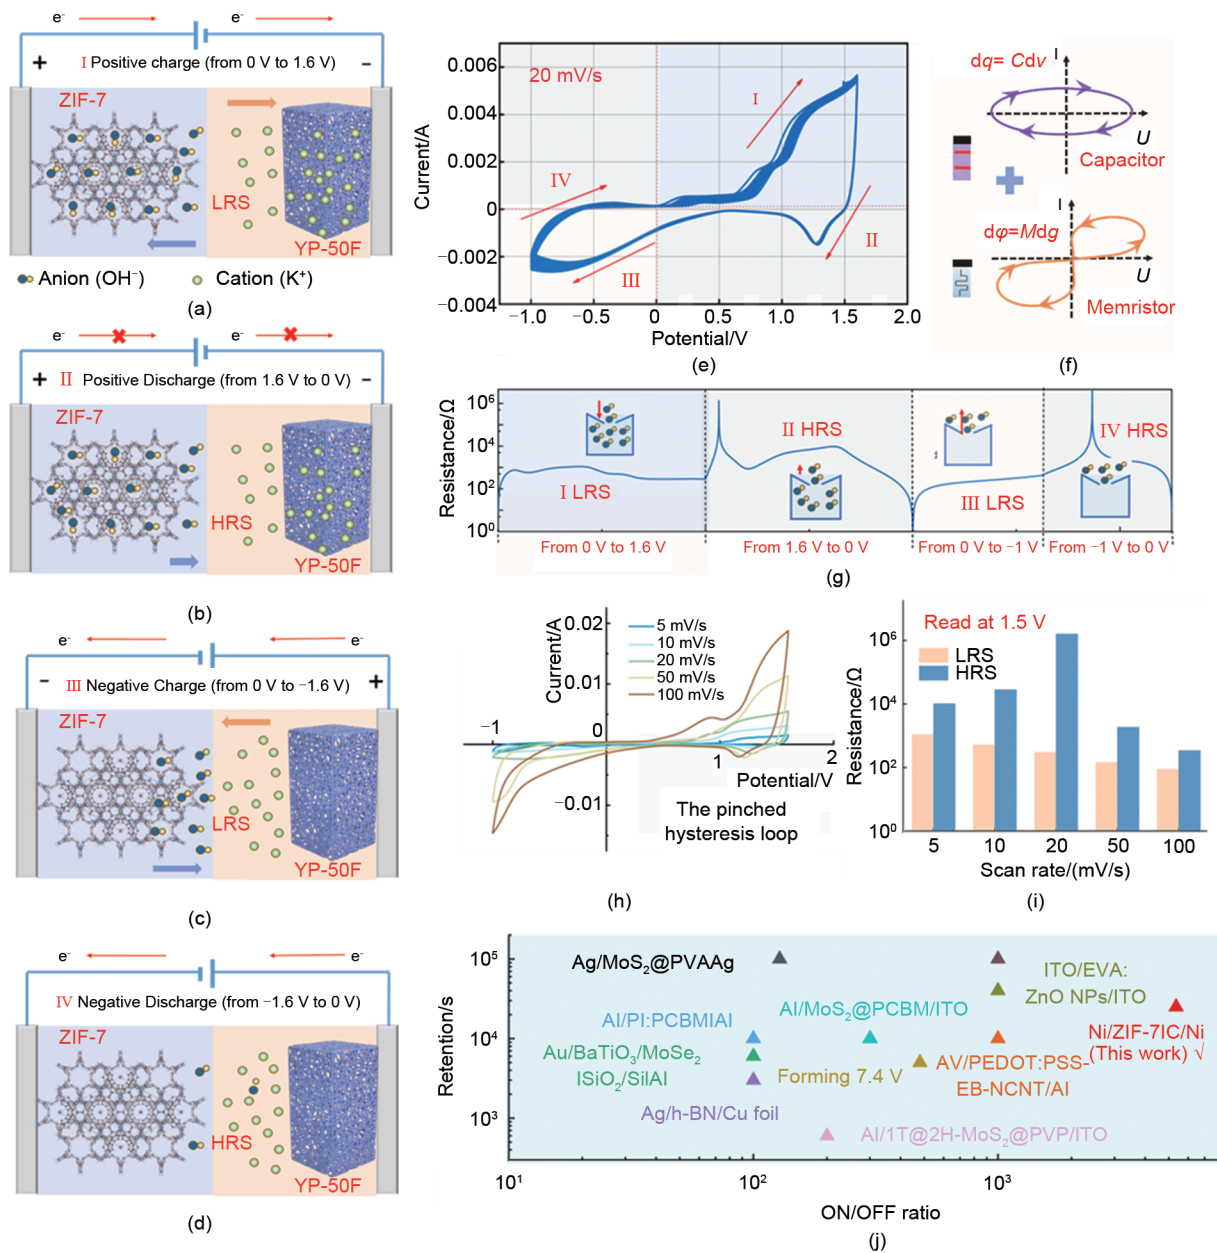 e⁻
e⁻
+
I Positive charge (from 0 V to 1.6 V)
−
ZIF-7
LRS
YP-50F
Anion (OH⁻)
Cation (K⁺)
(a)
e⁻
e⁻
+
II Positive Discharge (from 1.6 V to 0 V)
−
ZIF-7
HRS
YP-50F
(b)
e⁻
e⁻
−
III Negative Charge (from 0 V to −1.6 V)
+
ZIF-7
LRS
YP-50F
(c)
e⁻
e⁻
IV Negative Discharge (from −1.6 V to 0 V)
ZIF-7
HRS
YP-50F
(d)
0.006
0.004
0.002
0
−0.002
−0.004
Current/A
20 mV/s
I
II
III
IV
−1.0
−0.5
0
0.5
1.0
1.5
2.0
Potential/V
(e)
dq= Cdv
I
U
Capacitor
I
dφ=Mdg
U
Memristor
(f)
10⁶
10⁴
10²
10⁰
Resistance/Ω
I LRS
II HRS
III LRS
IV HRS
From 0 V to 1.6 V
From 1.6 V to 0 V
From 0 V to −1 V
From −1 V to 0 V
(g)
Current/A
0.02
0.01
0
−0.01
5 mV/s
10 mV/s
20 mV/s
50 mV/s
100 mV/s
−1
1
2
Potential/V
The pinched
hysteresis loop
(h)
Read at 1.5 V
LRS
HRS
10⁶
10⁴
10²
10⁰
Resistance/Ω
5
10
20
50
100
Scan rate/(mV/s)
(i)
10⁵
10⁴
10³
Retention/s
Ag/MoS₂@PVAAg
ITO/EVA:
ZnO NPs/ITO
Al/MoS₂@PCBM/ITO
Al/PI:PCBMIAI
Ni/ZIF-7IC/Ni
(This work) √
Au/BaTiO₃/MoSe₂
ISiO₂/SilAl
Forming 7.4 V
AV/PEDOT:PSS-
EB-NCNT/AI
Ag/h-BN/Cu foil
Al/1T@2H-MoS₂@PVP/ITO
10¹
10²
10³
ON/OFF ratio
(j)